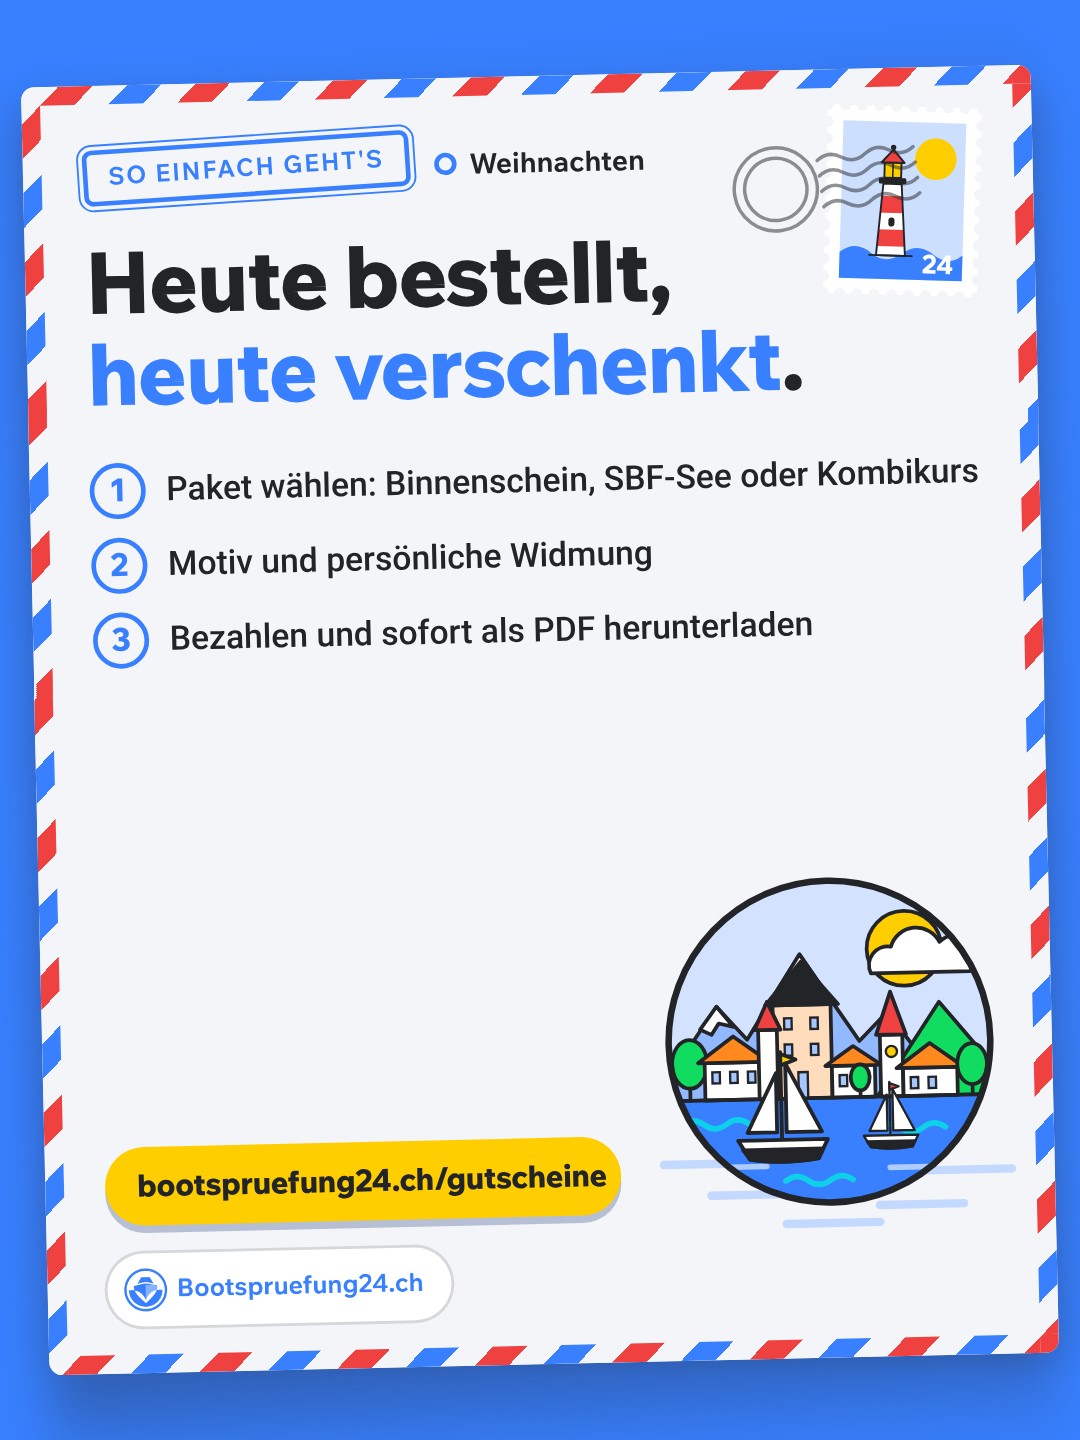 SO EINFACH GEHT'S
Weihnachten
24
Heute bestellt,
heute verschenkt.
1 Paket wählen: Binnenschein, SBF-See oder Kombikurs
2 Motiv und persönliche Widmung
3 Bezahlen und sofort als PDF herunterladen
bootspruefung24.ch/gutscheine
Bootspruefung24.ch